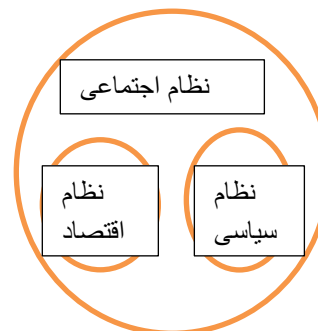 نظام اجتماعی
نظام
سیاسی
نظام
اقتصاد